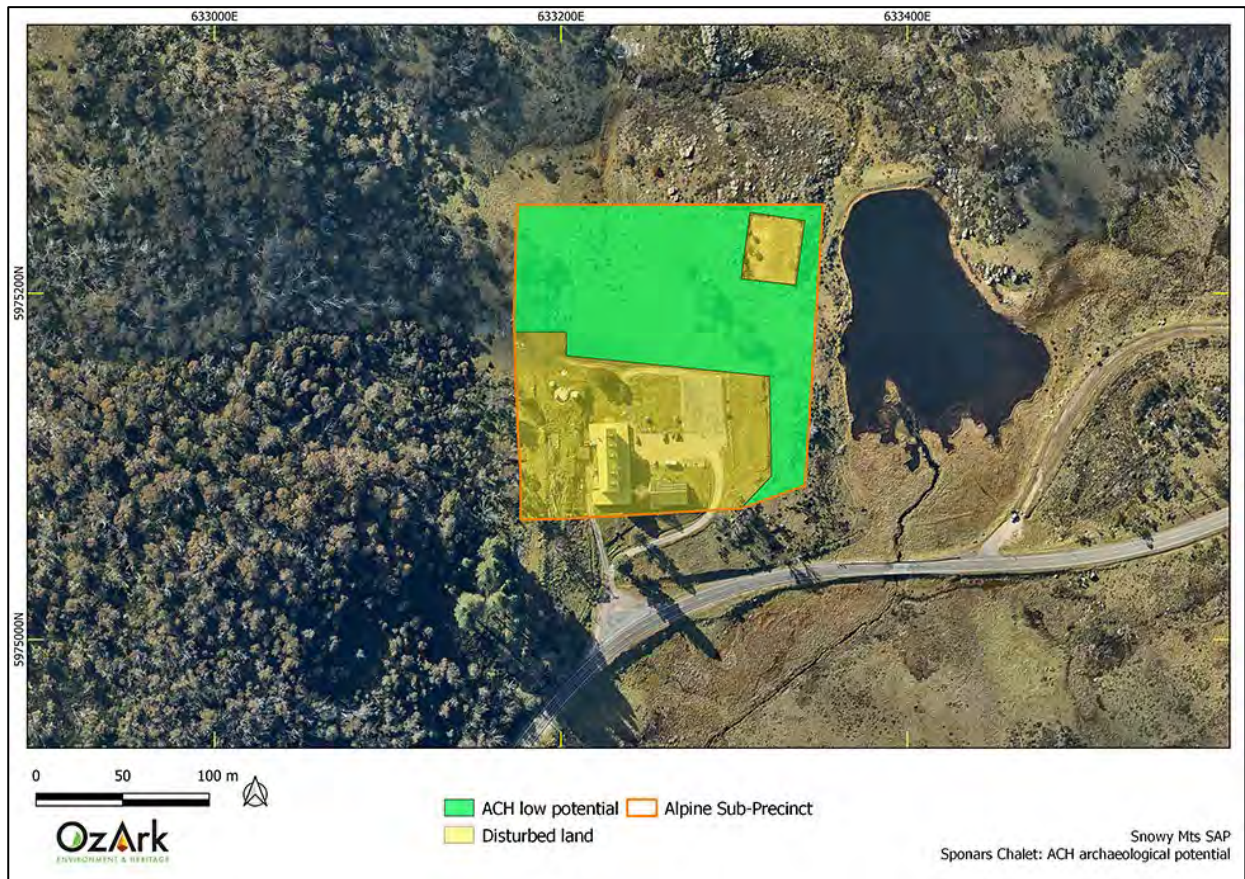 633000E
633200E
633400E
5975200N
5975000N
0 50 100 m
ACH low potential
Alpine Sub-Precinct
Disturbed land
OzArk
ENVIRONMENT & HERITAGE
Snowy Mts SAP
Sponars Chalet: ACH archaeological potential